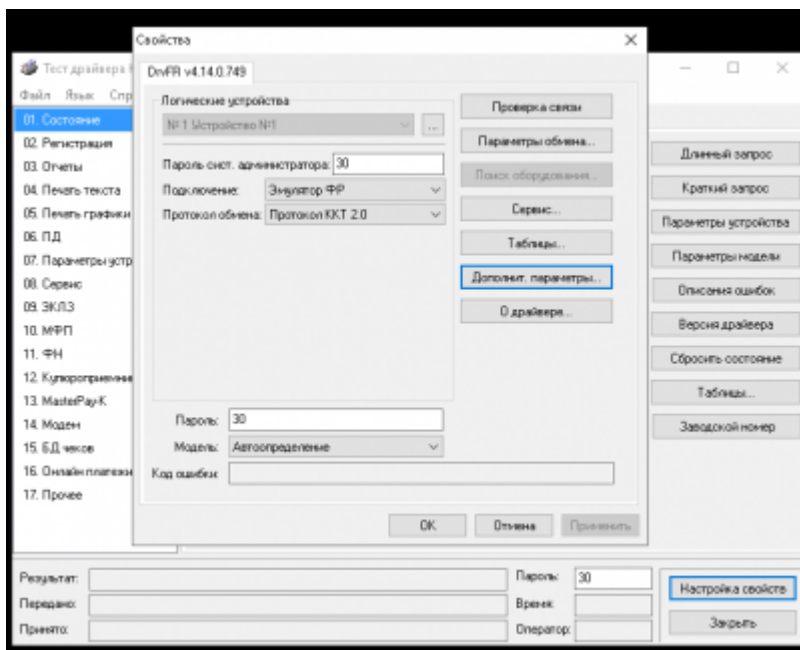 Свойства
Тест драйвера
Файл Язык
DrvFR v4.14.0.749
Логические устройства
№ 1 Устройство №1
...
Пароль сист. администратора: 30
Подключение: Эмулятор ФР
Протокол обмена: Протокол ККТ 2.0
Проверка связи
Параметры обмена...
Поиск оборудования...
Сервис...
Таблицы...
Дополнит. параметры...
О драйвере...
Пароль: 30
Модель: Автоопределение
Код ошибки:
ОК
Отмена
Применить
01. Состояние
02. Регистрация
03. Отчеты
04. Печать текста
05. Печать графики
06. ПД
07. Параметры устр
08. Сервис
09. ЭКЛЗ
10. МФП
11. ФН
12. Купюроприемник
13. MasterPay-K
14. Модем
15. БД чеков
16. Онлайн платежи
17. Прочее
Длинный запрос
Краткий запрос
Параметры устройства
Параметры модели
Описания ошибок
Версия драйвера
Сбросить состояние
Таблицы...
Заводской номер
Результат:
Передано:
Принято:
Пароль: 30
Время:
Оператор:
Настройка свойств
Закрыть